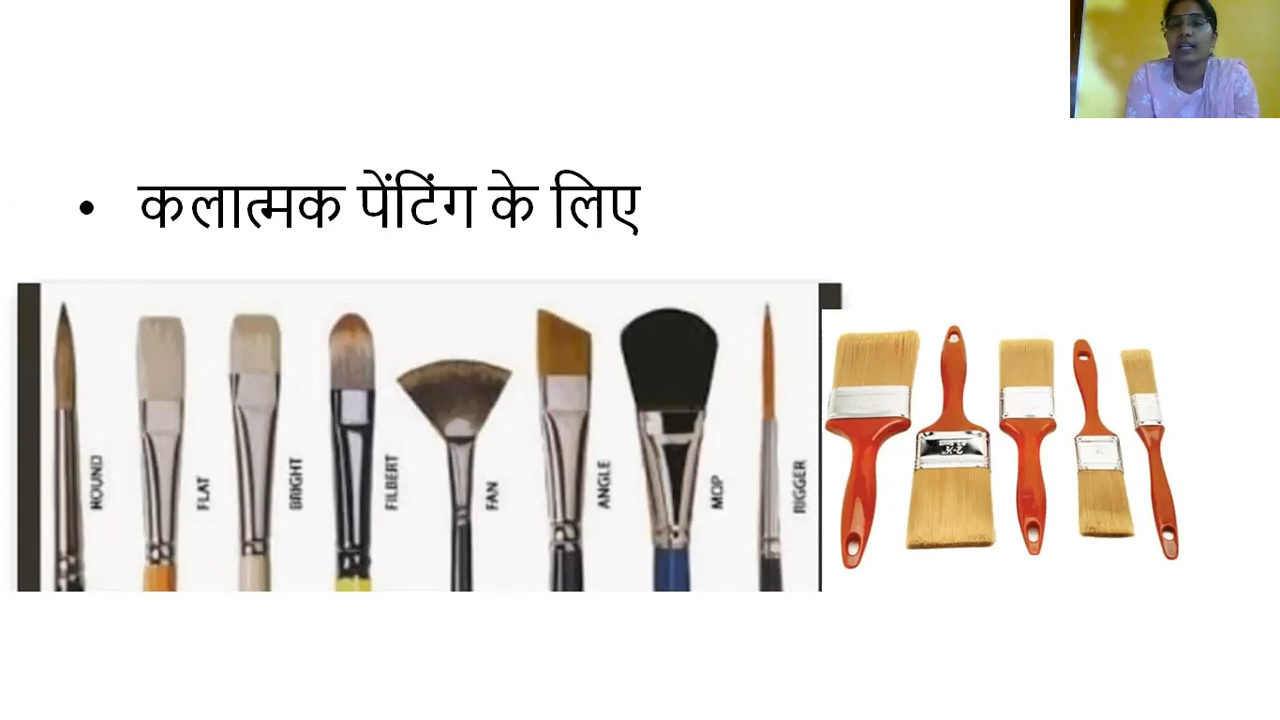 • कलात्मक पेंटिंग के लिए
ROUND
FLAT
BRIGHT
FILBERT
FAN
ANGLE
MOP
RIGGER